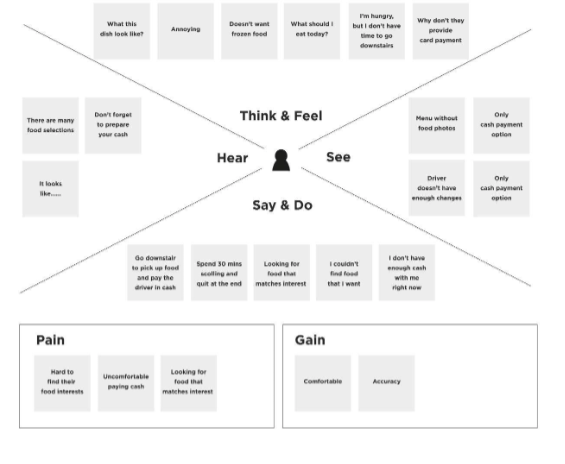 What this
dish look like?
Annoying
Doesn't want
frozen food
What should I
eat today?
I'm hungry,
but I don't have
time to go
downstairs
Why don't they
provide
card payment
There are many
food selections
Don't forget
to prepare
your cash
Think & Feel
Menu without
food photos
Only
cash payment
option
Hear
See
It looks
like.....
Driver
doesn't have
enough changes
Only
cash payment
option
Say & Do
Go downstair
to pick up food
and pay the
driver in cash
Spend 30 mins
scolling and
quit at the end
Looking for
food that
matches interest
I couldn't
find food
that I want
I don't have
enough cash
with me
right now
Pain
Hard to
find their
food interests
Uncomfortable
paying cash
Looking for
food that
matches interest
Gain
Comfortable
Accuracy